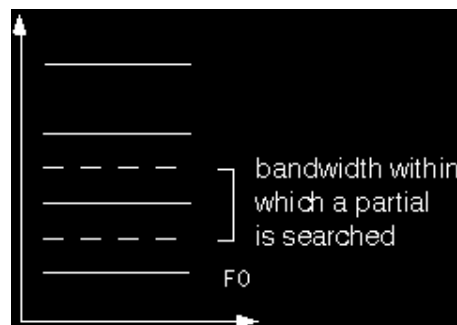 bandwidth within
which a partial
is searched
F0